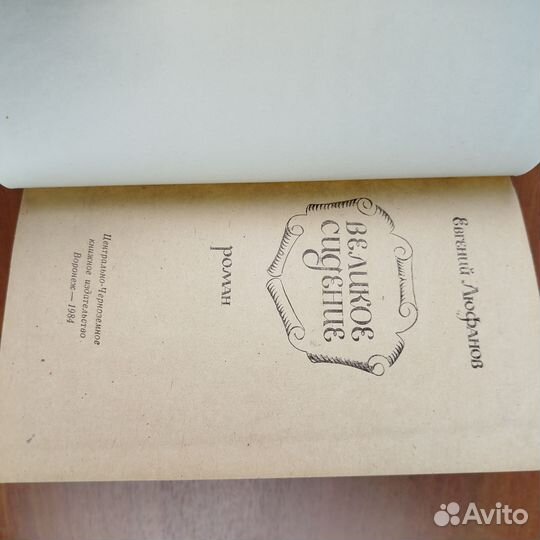 Евгений Люфанов
ВЕЛИКОЕ
СИДЕНИЕ
роман
Центрально-Черноземное
книжное издательство
Воронеж — 1984
Avito